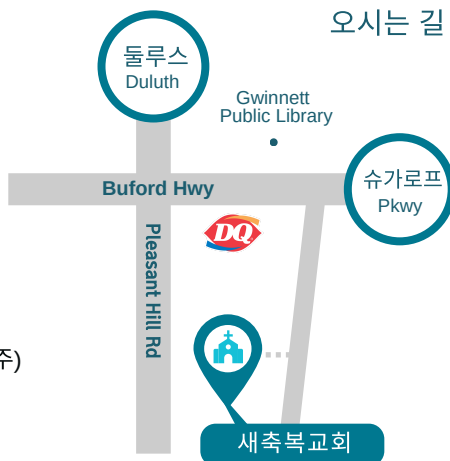 오시는 길
둘루스
Duluth
Gwinnett
Public Library
슈가로프
Pkwy
Buford Hwy
DQ
Pleasant Hill Rd
주)
새축복교회